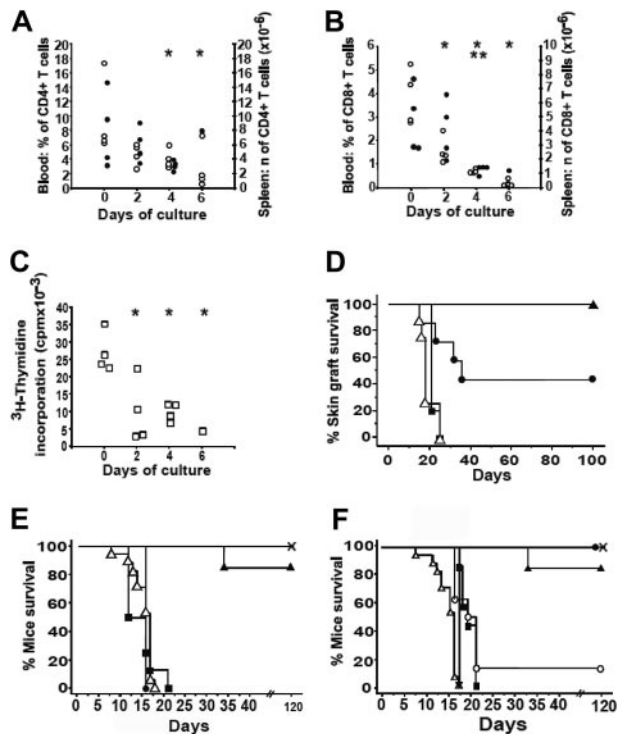 A
Blood: % of CD4+ T cells
20
18
16
14
12
10
8
6
4
2
0
* *
20
18
16
14
12
10
8
6
4
2
0
Spleen: n of CD4+ T cells (x10-6)
0 2 4 6
Days of culture
B
Blood: % of CD8+ T cells
6
5
4
3
2
1
0
* * *
**
10
9
8
7
6
5
4
3
2
1
0
Spleen: n of CD8+ T cells (x10-6)
0 2 4 6
Days of culture
C
3H-Thymidine
incorporation (cpmx10-3)
40
35
30
25
20
15
10
5
0
* * *
0 2 4 6
Days of culture
D
% Skin graft survival
100
80
60
40
20
0
0 20 40 60 80 100
Days
E
% Mice survival
100
80
60
40
20
0
0 5 10 15 20 25 35 45 120
Days
F
% Mice survival
100
80
60
40
20
0
0 5 10 15 20 25 35 45 120
Days